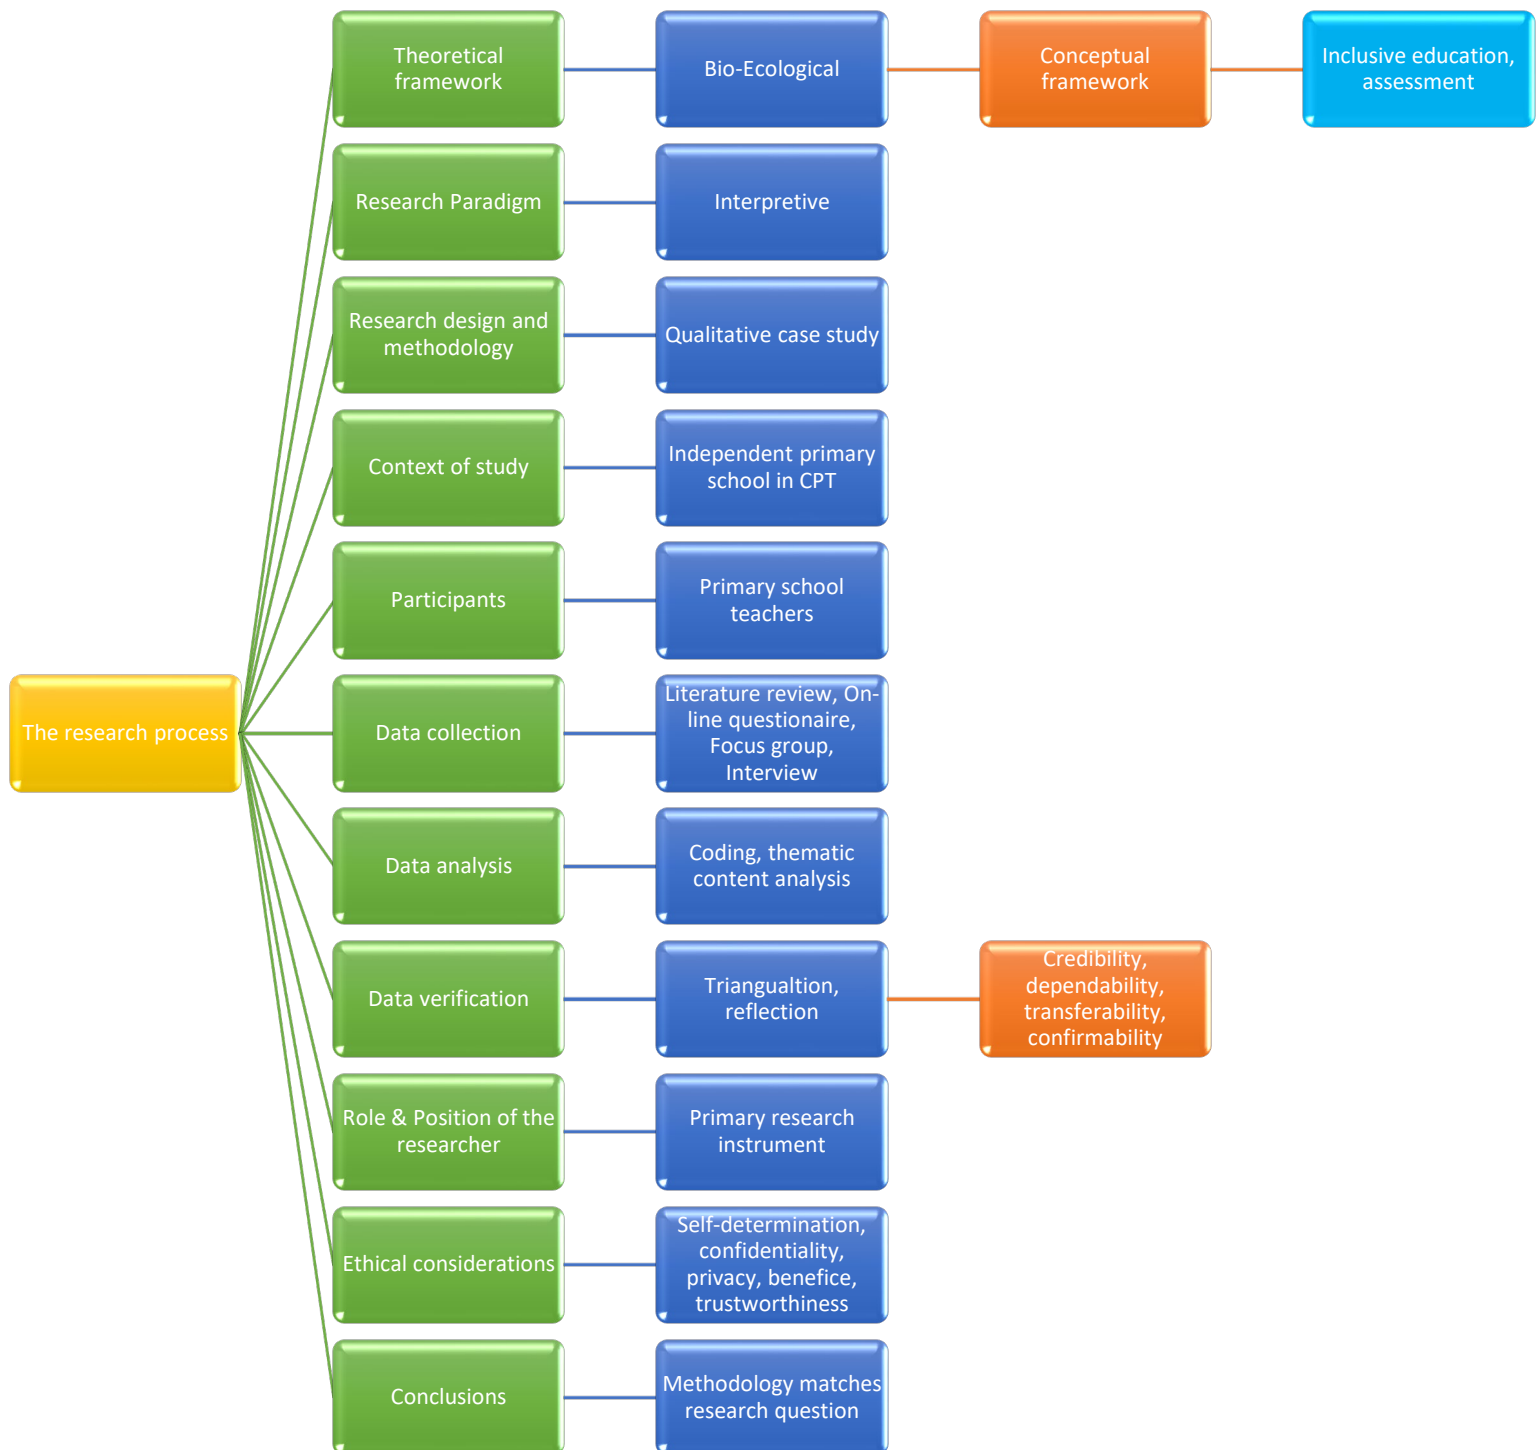 Theoretical
framework
Bio-Ecological
Conceptual
framework
Inclusive education,
assessment
Research Paradigm
Interpretive
Research design and
methodology
Qualitative case study
Context of study
Independent primary
school in CPT
Participants
Primary school
teachers
The research process
Data collection
Literature review, On-
line questionaire,
Focus group,
Interview
Data analysis
Coding, thematic
content analysis
Data verification
Triangualtion,
reflection
Credibility,
dependability,
transferability,
confirmability
Role & Position of the
researcher
Primary research
instrument
Ethical considerations
Self-determination,
confidentiality,
privacy, benefice,
trustworthiness
Conclusions
Methodology matches
research question